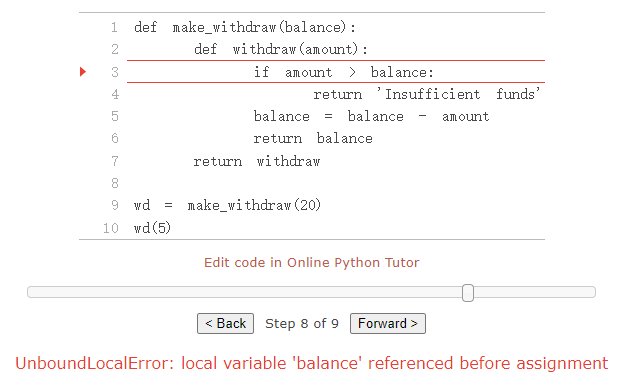 1 def make_withdraw(balance):
2 def withdraw(amount):
3 if amount > balance:
4 return 'Insufficient funds'
5 balance = balance - amount
6 return balance
7 return withdraw
8
9 wd = make_withdraw(20)
10 wd(5)
Edit code in Online Python Tutor
< Back Step 8 of 9 Forward >
UnboundLocalError: local variable 'balance' referenced before assignment